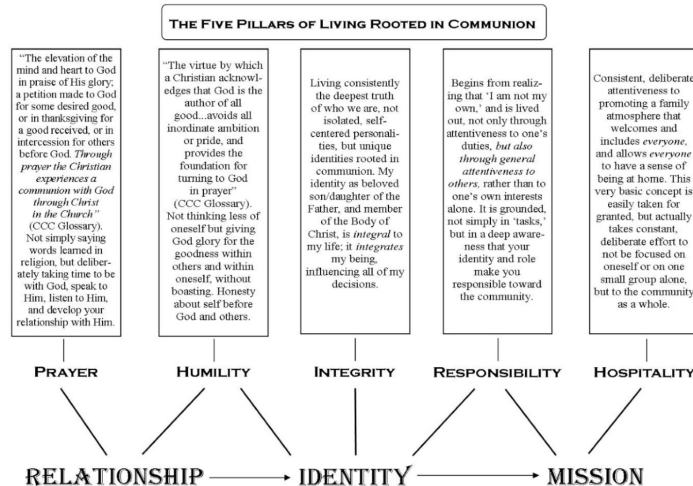 THE FIVE PILLARS OF LIVING ROOTED IN COMMUNION
“The elevation of the
mind and heart to God
in praise of His glory;
a petition made to God
for some desired good,
or in thanksgiving for
a good received, or in
intercession for others
before God. Through
prayer the Christian
experiences a
communion with God
through Christ
in the Church”
(CCC Glossary).
Not simply saying
words learned in
religion, but deliber-
ately taking time to be
with God, speak to
Him, listen to Him,
and develop your
relationship with Him.
“The virtue by which
a Christian acknowl-
edges that God is the
author of all
good...avoids all
inordinate ambition
or pride, and
provides the
foundation for
turning to God
in prayer”
(CCC Glossary).
Not thinking less of
oneself but giving
God glory for the
goodness within
others and within
oneself, without
boasting. Honesty
about self before
God and others.
Living consistently
the deepest truth
of who we are, not
isolated, self-
centered personali-
ties, but unique
identities rooted in
communion. My
identity as beloved
son/daughter of the
Father, and member
of the Body of
Christ, is integral to
my life; it integrates
my being,
influencing all of my
decisions.
Begins from realiz-
ing that ‘I am not my
own,’ and is lived
out, not only through
attentiveness to one’s
duties, but also
through general
attentiveness to
others, rather than to
one’s own interests
alone. It is grounded,
not simply in ‘tasks,’
but in a deep aware-
ness that your
identity and role
make you
responsible toward
the community.
Consistent, deliberate
attentiveness to
promoting a family
atmosphere that
welcomes and
includes everyone,
and allows everyone
to have a sense of
being at home. This
very basic concept is
easily taken for
granted, but actually
takes constant,
deliberate effort to
not be focused on
oneself or on one
small group alone,
but to the community
as a whole.
PRAYER
HUMILITY
INTEGRITY
RESPONSIBILITY
HOSPITALITY
RELATIONSHIP
IDENTITY
MISSION